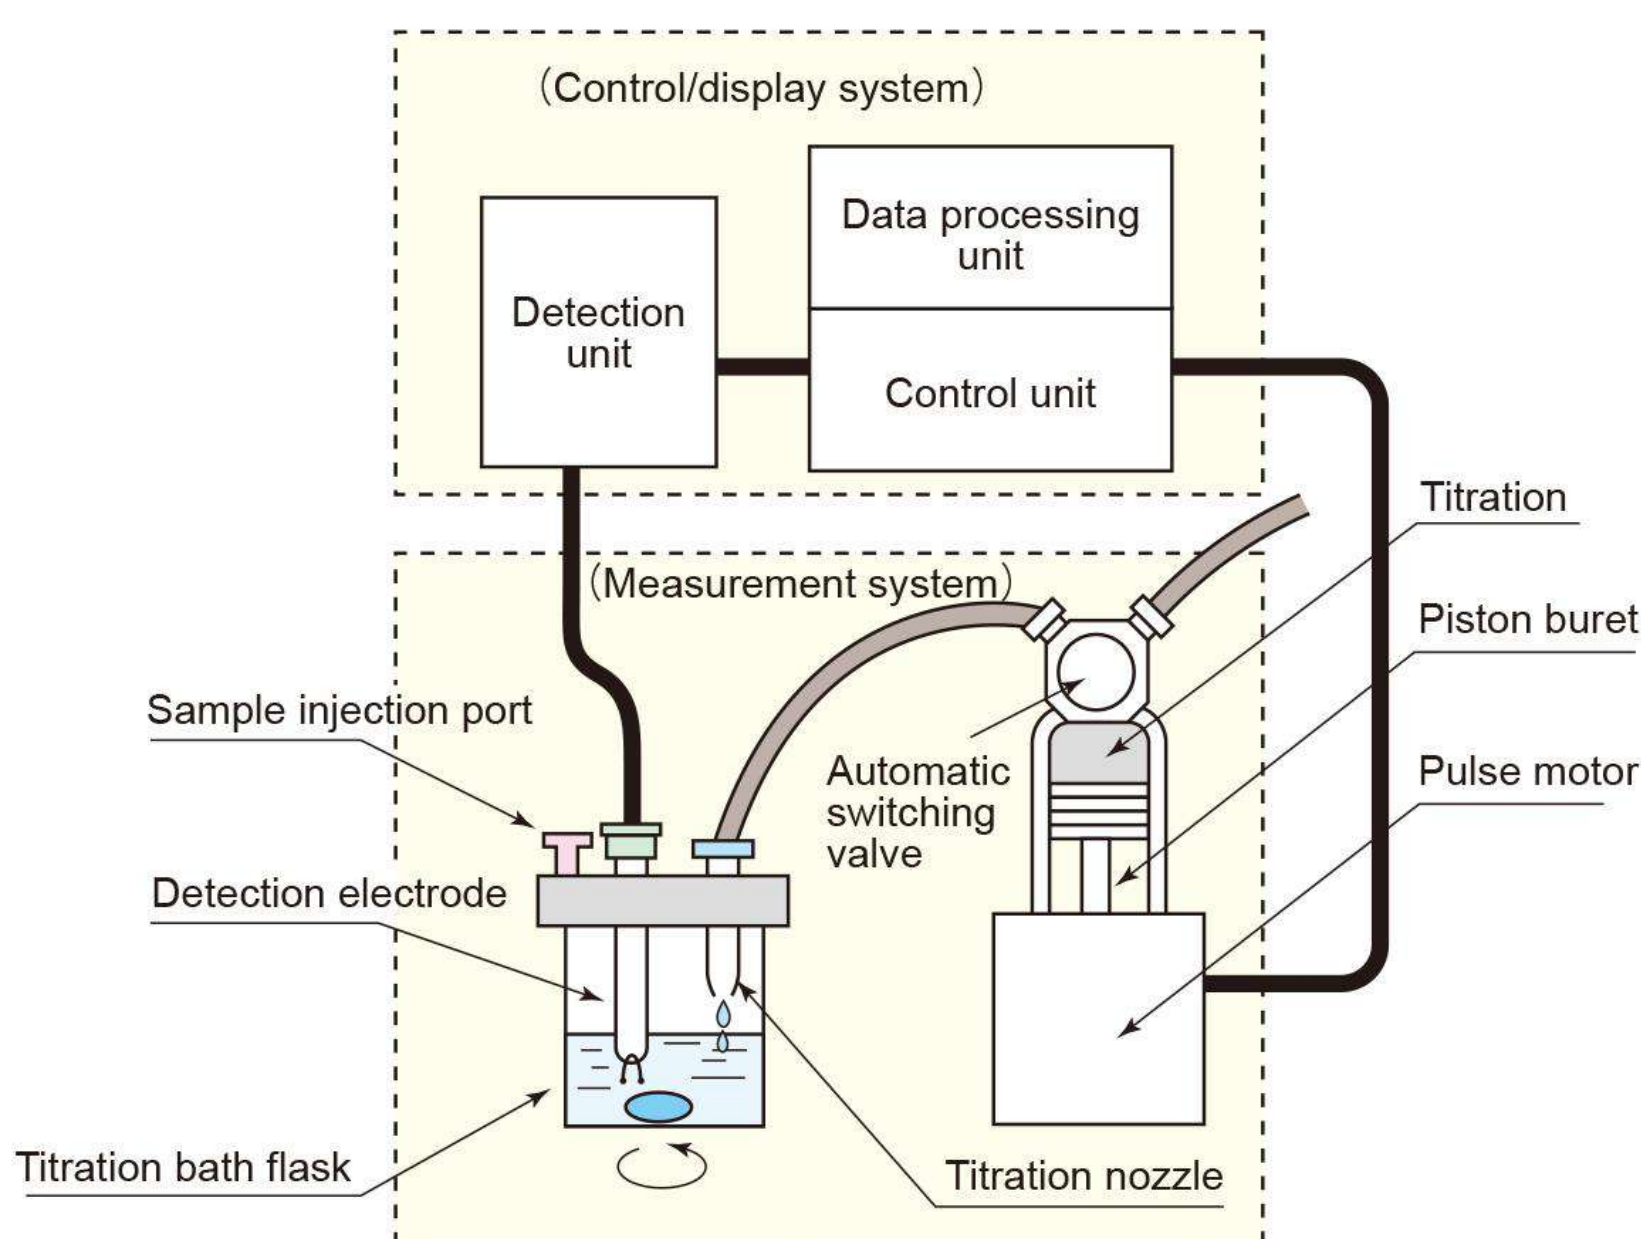 （Control/display system）
Data processing
unit
Detection
unit
Control unit
Titration
（Measurement system）
Piston buret
Sample injection port
Automatic
switching
valve
Pulse motor
Detection electrode
Titration bath flask
Titration nozzle